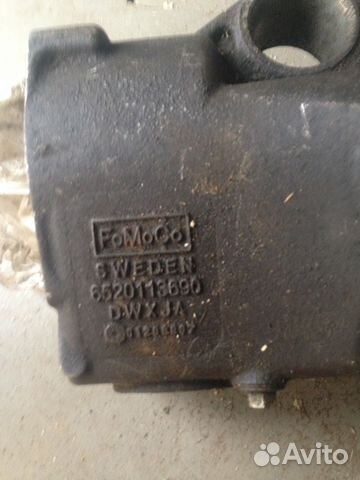 FoMoCo
SWEDEN
6520113690
DWXJA
Avito